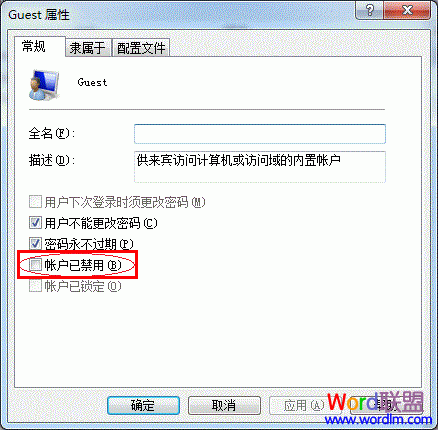 Guest 属性
常规 隶属于 配置文件
Guest
全名(F):
描述(D): 供来宾访问计算机或访问域的内置帐户
用户下次登录时须更改密码(M)
用户不能更改密码(C)
密码永不过期(P)
帐户已禁用(B)
帐户已锁定(O)
确定 取消 应用(A) 帮助
Word联盟
www.wordlm.com